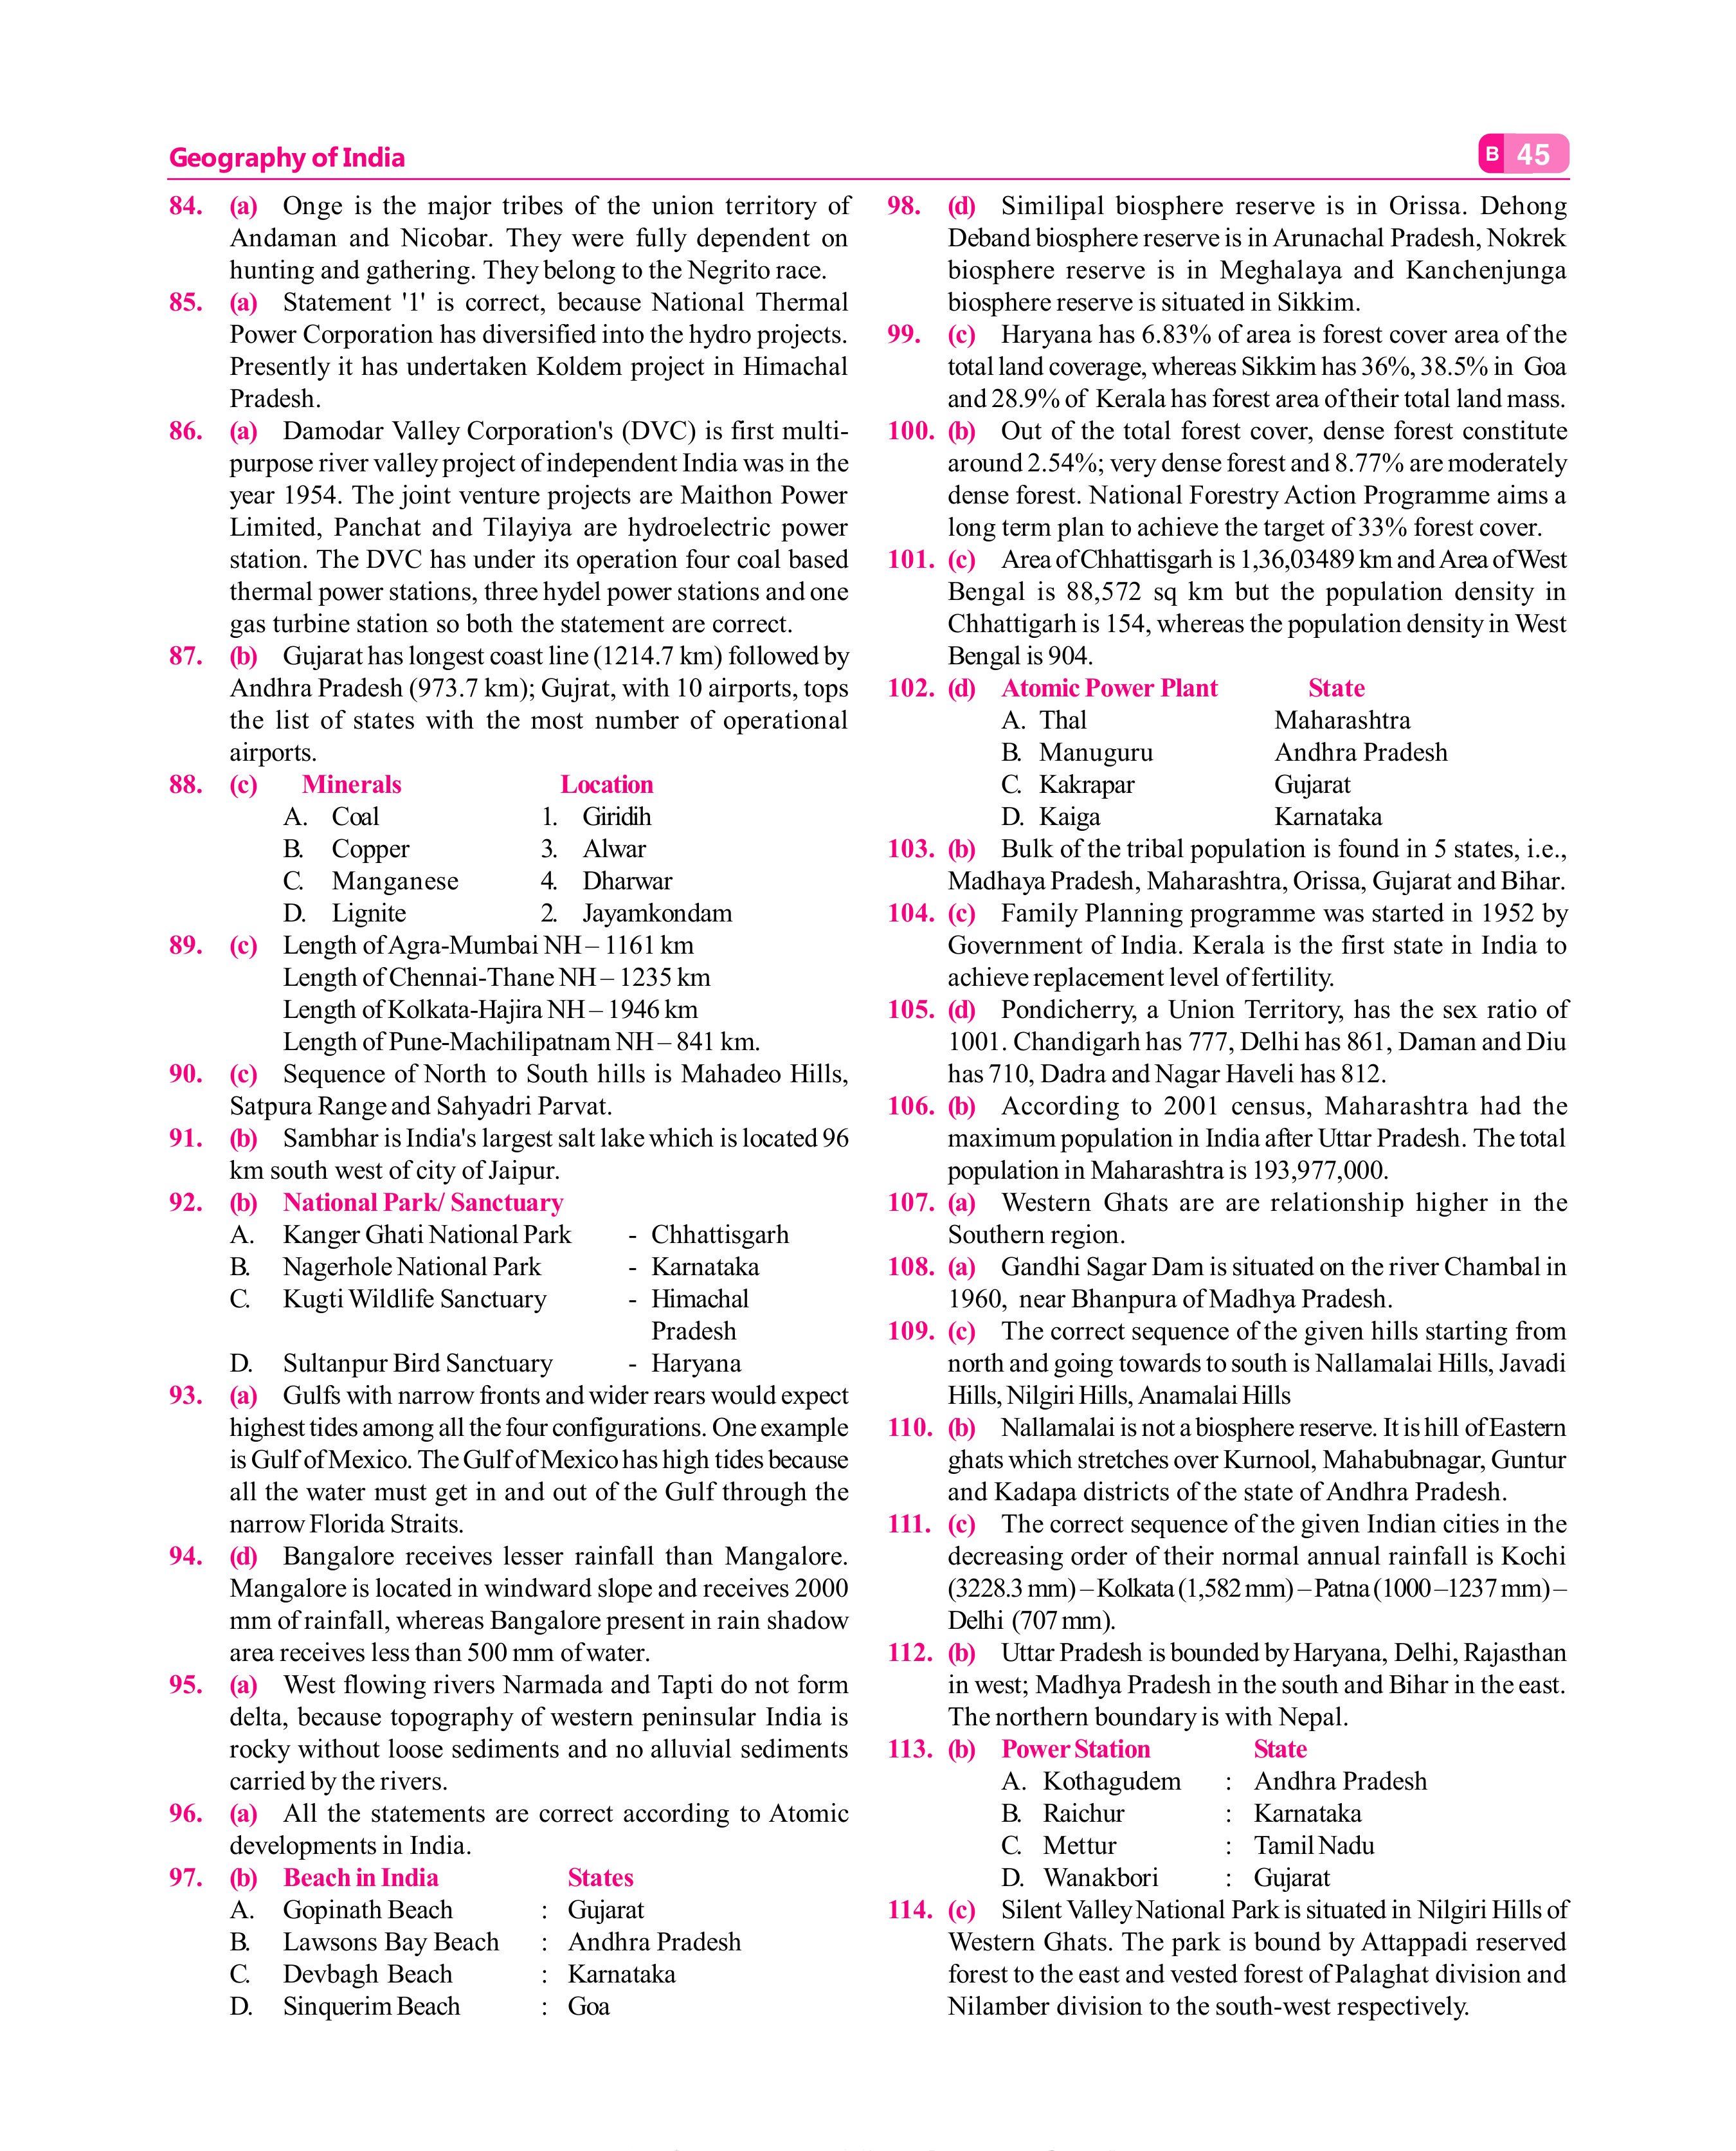 Geography of India
B 45
84. (a) Onge is the major tribes of the union territory of
Andaman and Nicobar. They were fully dependent on
hunting and gathering. They belong to the Negrito race.
85. (a) Statement '1' is correct, because National Thermal
Power Corporation has diversified into the hydro projects.
Presently it has undertaken Koldem project in Himachal
Pradesh.
86. (a) Damodar Valley Corporation's (DVC) is first multi-
purpose river valley project of independent India was in the
year 1954. The joint venture projects are Maithon Power
Limited, Panchat and Tilayiya are hydroelectric power
station. The DVC has under its operation four coal based
thermal power stations, three hydel power stations and one
gas turbine station so both the statement are correct.
87. (b) Gujarat has longest coast line (1214.7 km) followed by
Andhra Pradesh (973.7 km); Gujrat, with 10 airports, tops
the list of states with the most number of operational
airports.
88. (c) Minerals Location
A. Coal 1. Giridih
B. Copper 3. Alwar
C. Manganese 4. Dharwar
D. Lignite 2. Jayamkondam
89. (c) Length of Agra-Mumbai NH – 1161 km
Length of Chennai-Thane NH – 1235 km
Length of Kolkata-Hajira NH – 1946 km
Length of Pune-Machilipatnam NH – 841 km.
90. (c) Sequence of North to South hills is Mahadeo Hills,
Satpura Range and Sahyadri Parvat.
91. (b) Sambhar is India's largest salt lake which is located 96
km south west of city of Jaipur.
92. (b) National Park/ Sanctuary
A. Kanger Ghati National Park - Chhattisgarh
B. Nagerhole National Park - Karnataka
C. Kugti Wildlife Sanctuary - Himachal
Pradesh
D. Sultanpur Bird Sanctuary - Haryana
93. (a) Gulfs with narrow fronts and wider rears would expect
highest tides among all the four configurations. One example
is Gulf of Mexico. The Gulf of Mexico has high tides because
all the water must get in and out of the Gulf through the
narrow Florida Straits.
94. (d) Bangalore receives lesser rainfall than Mangalore.
Mangalore is located in windward slope and receives 2000
mm of rainfall, whereas Bangalore present in rain shadow
area receives less than 500 mm of water.
95. (a) West flowing rivers Narmada and Tapti do not form
delta, because topography of western peninsular India is
rocky without loose sediments and no alluvial sediments
carried by the rivers.
96. (a) All the statements are correct according to Atomic
developments in India.
97. (b) Beach in India States
A. Gopinath Beach : Gujarat
B. Lawsons Bay Beach : Andhra Pradesh
C. Devbagh Beach : Karnataka
D. Sinquerim Beach : Goa
98. (d) Similipal biosphere reserve is in Orissa. Dehong
Deband biosphere reserve is in Arunachal Pradesh, Nokrek
biosphere reserve is in Meghalaya and Kanchenjunga
biosphere reserve is situated in Sikkim.
99. (c) Haryana has 6.83% of area is forest cover area of the
total land coverage, whereas Sikkim has 36%, 38.5% in Goa
and 28.9% of Kerala has forest area of their total land mass.
100. (b) Out of the total forest cover, dense forest constitute
around 2.54%; very dense forest and 8.77% are moderately
dense forest. National Forestry Action Programme aims a
long term plan to achieve the target of 33% forest cover.
101. (c) Area of Chhattisgarh is 1,36,03489 km and Area of West
Bengal is 88,572 sq km but the population density in
Chhattigarh is 154, whereas the population density in West
Bengal is 904.
102. (d) Atomic Power Plant State
A. Thal Maharashtra
B. Manuguru Andhra Pradesh
C. Kakrapar Gujarat
D. Kaiga Karnataka
103. (b) Bulk of the tribal population is found in 5 states, i.e.,
Madhaya Pradesh, Maharashtra, Orissa, Gujarat and Bihar.
104. (c) Family Planning programme was started in 1952 by
Government of India. Kerala is the first state in India to
achieve replacement level of fertility.
105. (d) Pondicherry, a Union Territory, has the sex ratio of
1001. Chandigarh has 777, Delhi has 861, Daman and Diu
has 710, Dadra and Nagar Haveli has 812.
106. (b) According to 2001 census, Maharashtra had the
maximum population in India after Uttar Pradesh. The total
population in Maharashtra is 193,977,000.
107. (a) Western Ghats are are relationship higher in the
Southern region.
108. (a) Gandhi Sagar Dam is situated on the river Chambal in
1960, near Bhanpura of Madhya Pradesh.
109. (c) The correct sequence of the given hills starting from
north and going towards to south is Nallamalai Hills, Javadi
Hills, Nilgiri Hills, Anamalai Hills
110. (b) Nallamalai is not a biosphere reserve. It is hill of Eastern
ghats which stretches over Kurnool, Mahabubnagar, Guntur
and Kadapa districts of the state of Andhra Pradesh.
111. (c) The correct sequence of the given Indian cities in the
decreasing order of their normal annual rainfall is Kochi
(3228.3 mm) – Kolkata (1,582 mm) – Patna (1000 –1237 mm) –
Delhi (707 mm).
112. (b) Uttar Pradesh is bounded by Haryana, Delhi, Rajasthan
in west; Madhya Pradesh in the south and Bihar in the east.
The northern boundary is with Nepal.
113. (b) Power Station State
A. Kothagudem : Andhra Pradesh
B. Raichur : Karnataka
C. Mettur : Tamil Nadu
D. Wanakbori : Gujarat
114. (c) Silent Valley National Park is situated in Nilgiri Hills of
Western Ghats. The park is bound by Attappadi reserved
forest to the east and vested forest of Palaghat division and
Nilamber division to the south-west respectively.